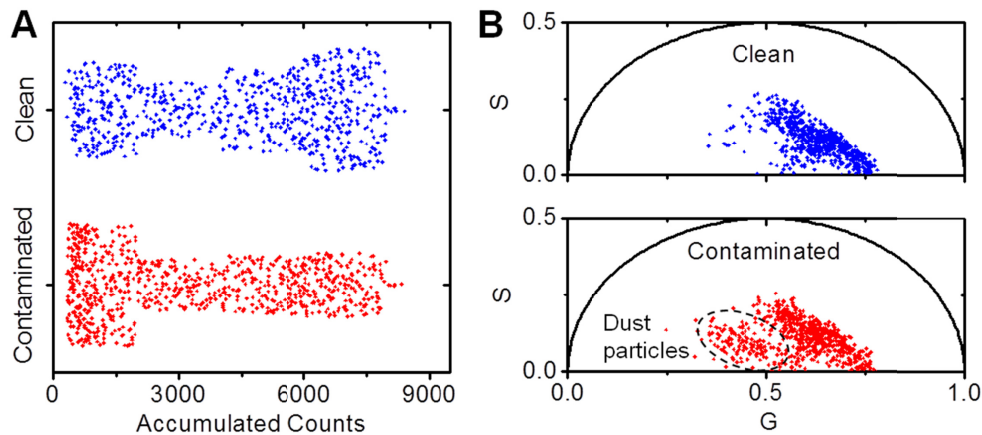 A
Clean
Contaminated
0
3000
6000
9000
Accumulated Counts
B
0.5
S
0.0
Clean
0.5
S
0.0
Contaminated
Dust
particles
0.0
0.5
1.0
G